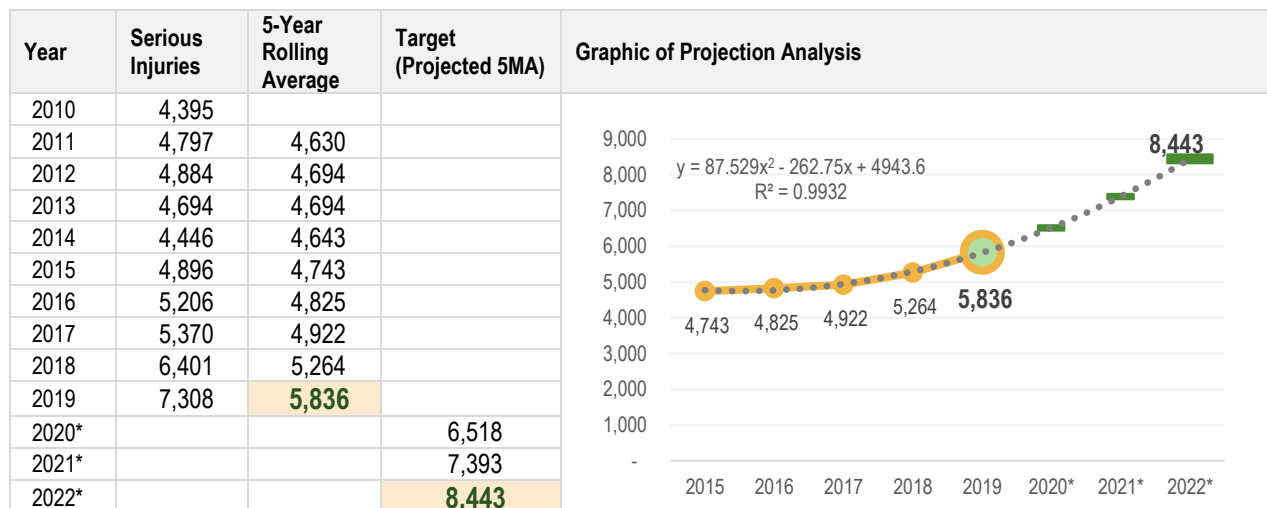 Year Serious Injuries 5-Year Rolling Average Target (Projected 5MA) Graphic of Projection Analysis
2010 4,395
2011 4,797 4,630
2012 4,884 4,694
2013 4,694 4,694
2014 4,446 4,643
2015 4,896 4,743
2016 5,206 4,825
2017 5,370 4,922
2018 6,401 5,264
2019 7,308 5,836
2020* 6,518
2021* 7,393
2022* 8,443
9,000
8,000
7,000
6,000
5,000
4,000
3,000
2,000
1,000
-
y = 87.529x² - 262.75x + 4943.6
R² = 0.9932
8,443
4,743 4,825 4,922 5,264 5,836
2015 2016 2017 2018 2019 2020* 2021* 2022*